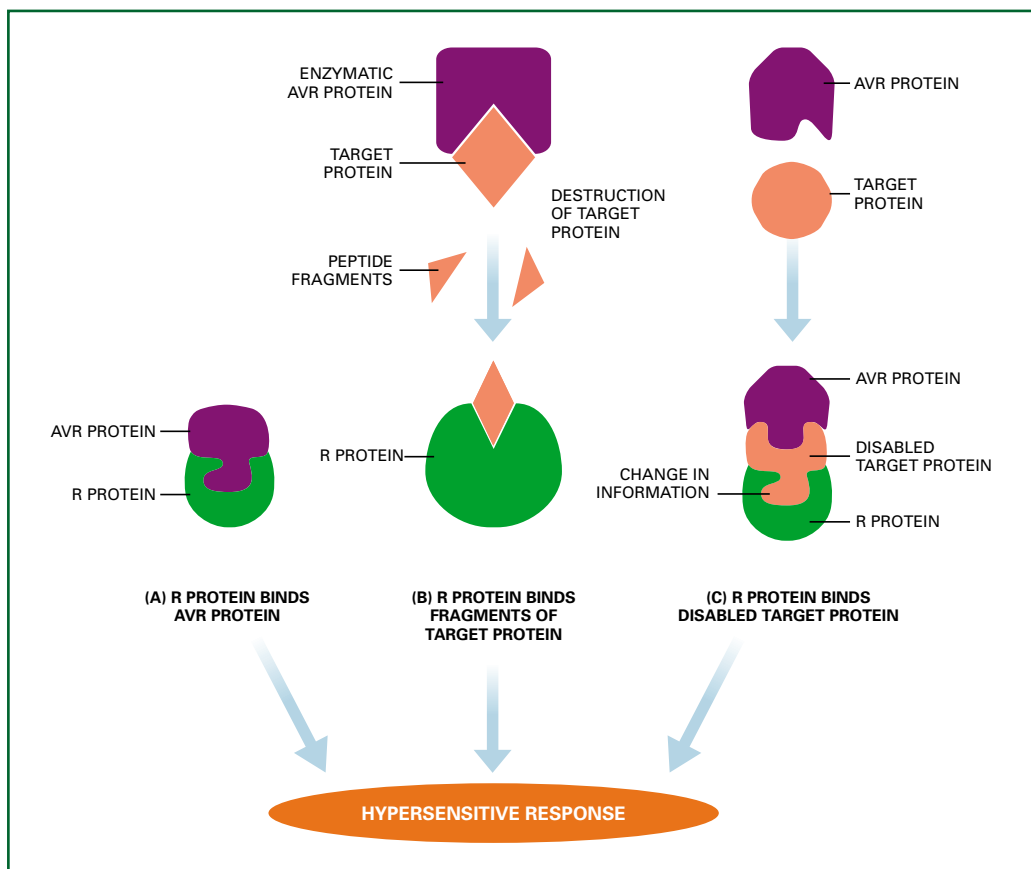 ENZYMATIC
AVR PROTEIN
TARGET
PROTEIN
DESTRUCTION
OF TARGET
PROTEIN
PEPTIDE
FRAGMENTS
AVR PROTEIN
TARGET
PROTEIN
AVR PROTEIN
R PROTEIN
R PROTEIN
AVR PROTEIN
DISABLED
TARGET PROTEIN
CHANGE IN
INFORMATION
R PROTEIN
(A) R PROTEIN BINDS
AVR PROTEIN
(B) R PROTEIN BINDS
FRAGMENTS OF
TARGET PROTEIN
(C) R PROTEIN BINDS
DISABLED TARGET PROTEIN
HYPERSENSITIVE RESPONSE